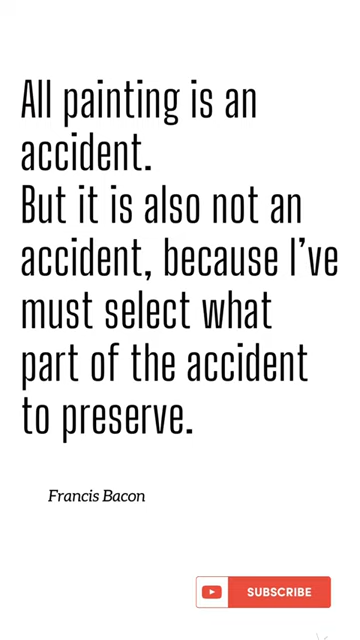 All painting is an
accident.
But it is also not an
accident, because I’ve
must select what
part of the accident
to preserve.
Francis Bacon
SUBSCRIBE